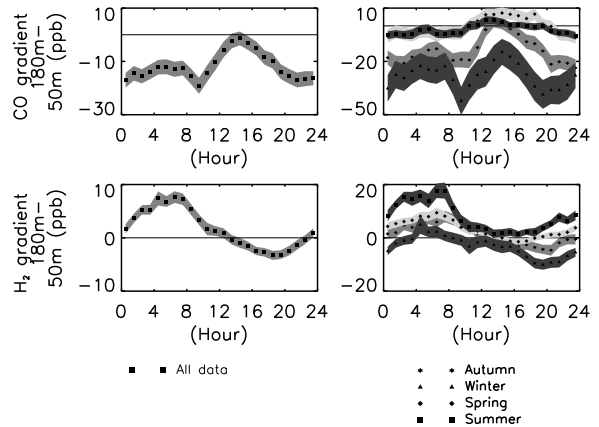 CO gradient
180m–
50m (ppb)
10
−10
−30
0 4 8 12 16 20 24
(Hour)
10
−20
−50
0 4 8 12 16 20 24
(Hour)
H₂ gradient
180m–
50m (ppb)
10
0
−10
0 4 8 12 16 20 24
(Hour)
20
0
−20
0 4 8 12 16 20 24
(Hour)
All data
Autumn
Winter
Spring
Summer